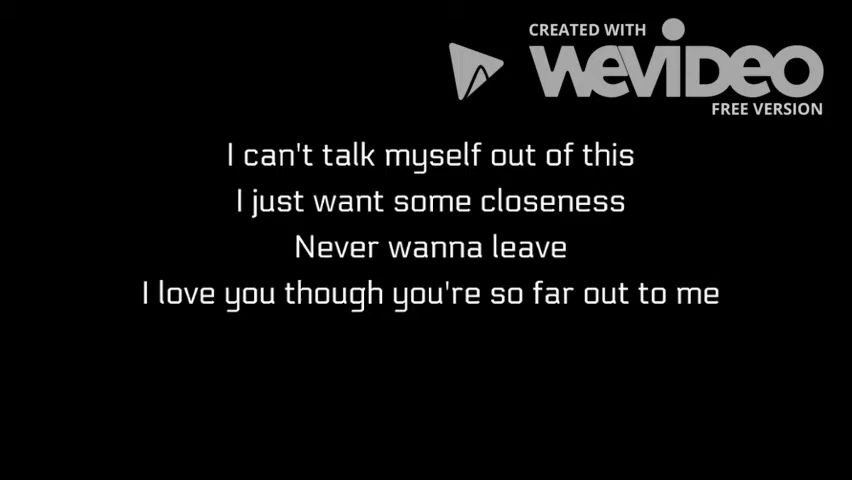 CREATED WITH
WEVIDEO
FREE VERSION
I can't talk myself out of this
I just want some closeness
Never wanna leave
I love you though you're so far out to me